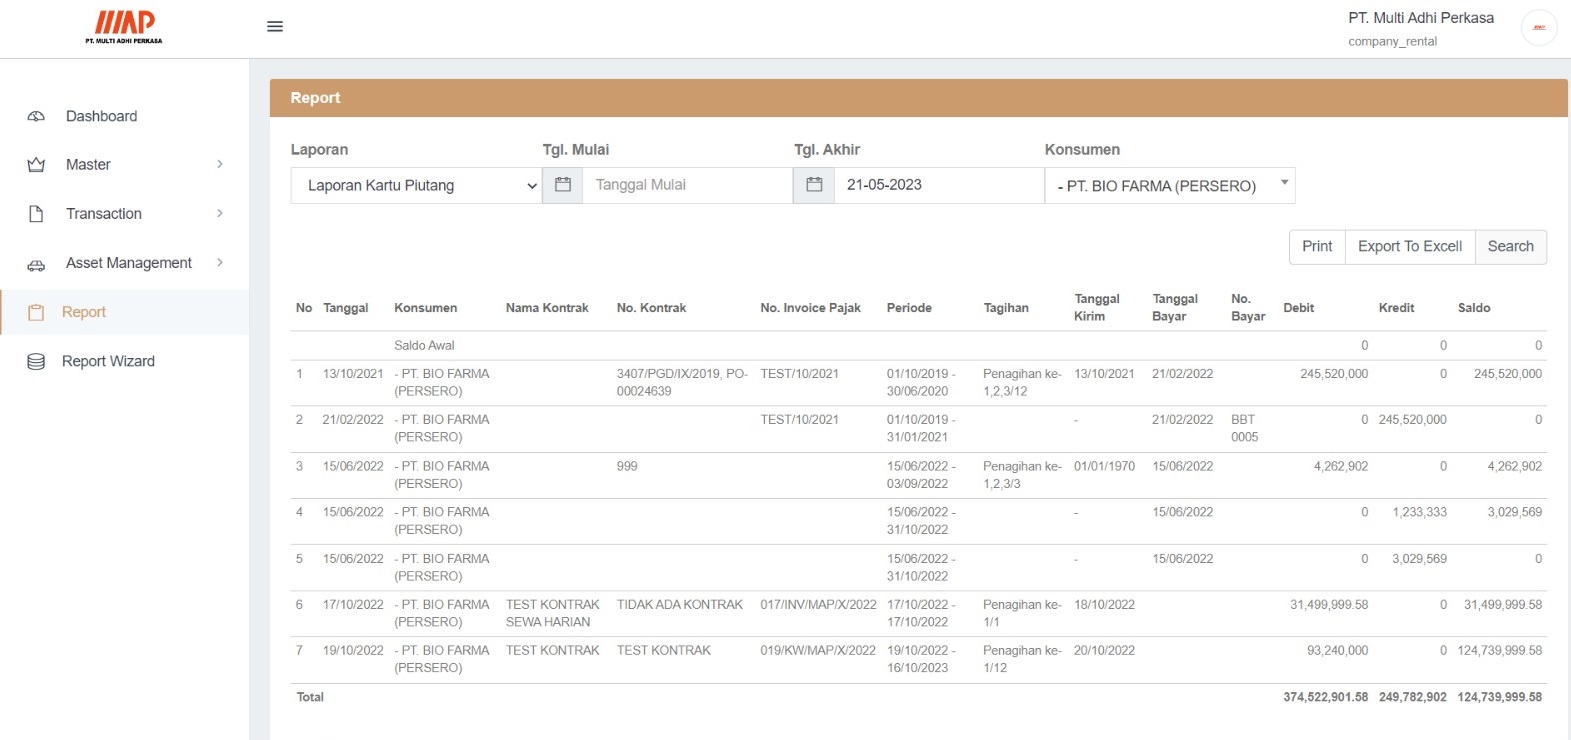 MAP
PT. MULTI ADHI PERKASA
PT. Multi Adhi Perkasa
company_rental
Dashboard
Master
Transaction
Asset Management
Report
Report Wizard
Report
Laporan Tgl. Mulai Tgl. Akhir Konsumen
Laporan Kartu Piutang Tanggal Mulai 21-05-2023 - PT. BIO FARMA (PERSERO)
Print Export To Excell Search
No Tanggal Konsumen Nama Kontrak No. Kontrak No. Invoice Pajak Periode Tagihan Tanggal Kirim Tanggal Bayar No. Bayar Debit Kredit Saldo
Saldo Awal 0 0 0
1 13/10/2021 - PT. BIO FARMA 3407/PGD/IX/2019, PO- TEST/10/2021 01/10/2019 - Penagihan ke- 13/10/2021 21/02/2022 245,520,000 0 245,520,000
(PERSERO) 00024639 30/06/2020 1,2,3/12
2 21/02/2022 - PT. BIO FARMA TEST/10/2021 01/10/2019 - - 21/02/2022 BBT 0 245,520,000 0
(PERSERO) 31/01/2021 0005
3 15/06/2022 - PT. BIO FARMA 999 15/06/2022 - Penagihan ke- 01/01/1970 15/06/2022 4,262,902 0 4,262,902
(PERSERO) 03/09/2022 1,2,3/3
4 15/06/2022 - PT. BIO FARMA 15/06/2022 - - 15/06/2022 0 1,233,333 3,029,569
(PERSERO) 31/10/2022
5 15/06/2022 - PT. BIO FARMA 15/06/2022 - - 15/06/2022 0 3,029,569 0
(PERSERO) 31/10/2022
6 17/10/2022 - PT. BIO FARMA TEST KONTRAK TIDAK ADA KONTRAK 017/INV/MAP/X/2022 17/10/2022 - Penagihan ke- 18/10/2022 31,499,999.58 0 31,499,999.58
(PERSERO) SEWA HARIAN 17/10/2022 1/1
7 19/10/2022 - PT. BIO FARMA TEST KONTRAK TEST KONTRAK 019/KW/MAP/X/2022 19/10/2022 - Penagihan ke- 20/10/2022 93,240,000 0 124,739,999.58
(PERSERO) 16/10/2023 1/12
Total 374,522,901.58 249,782,902 124,739,999.58